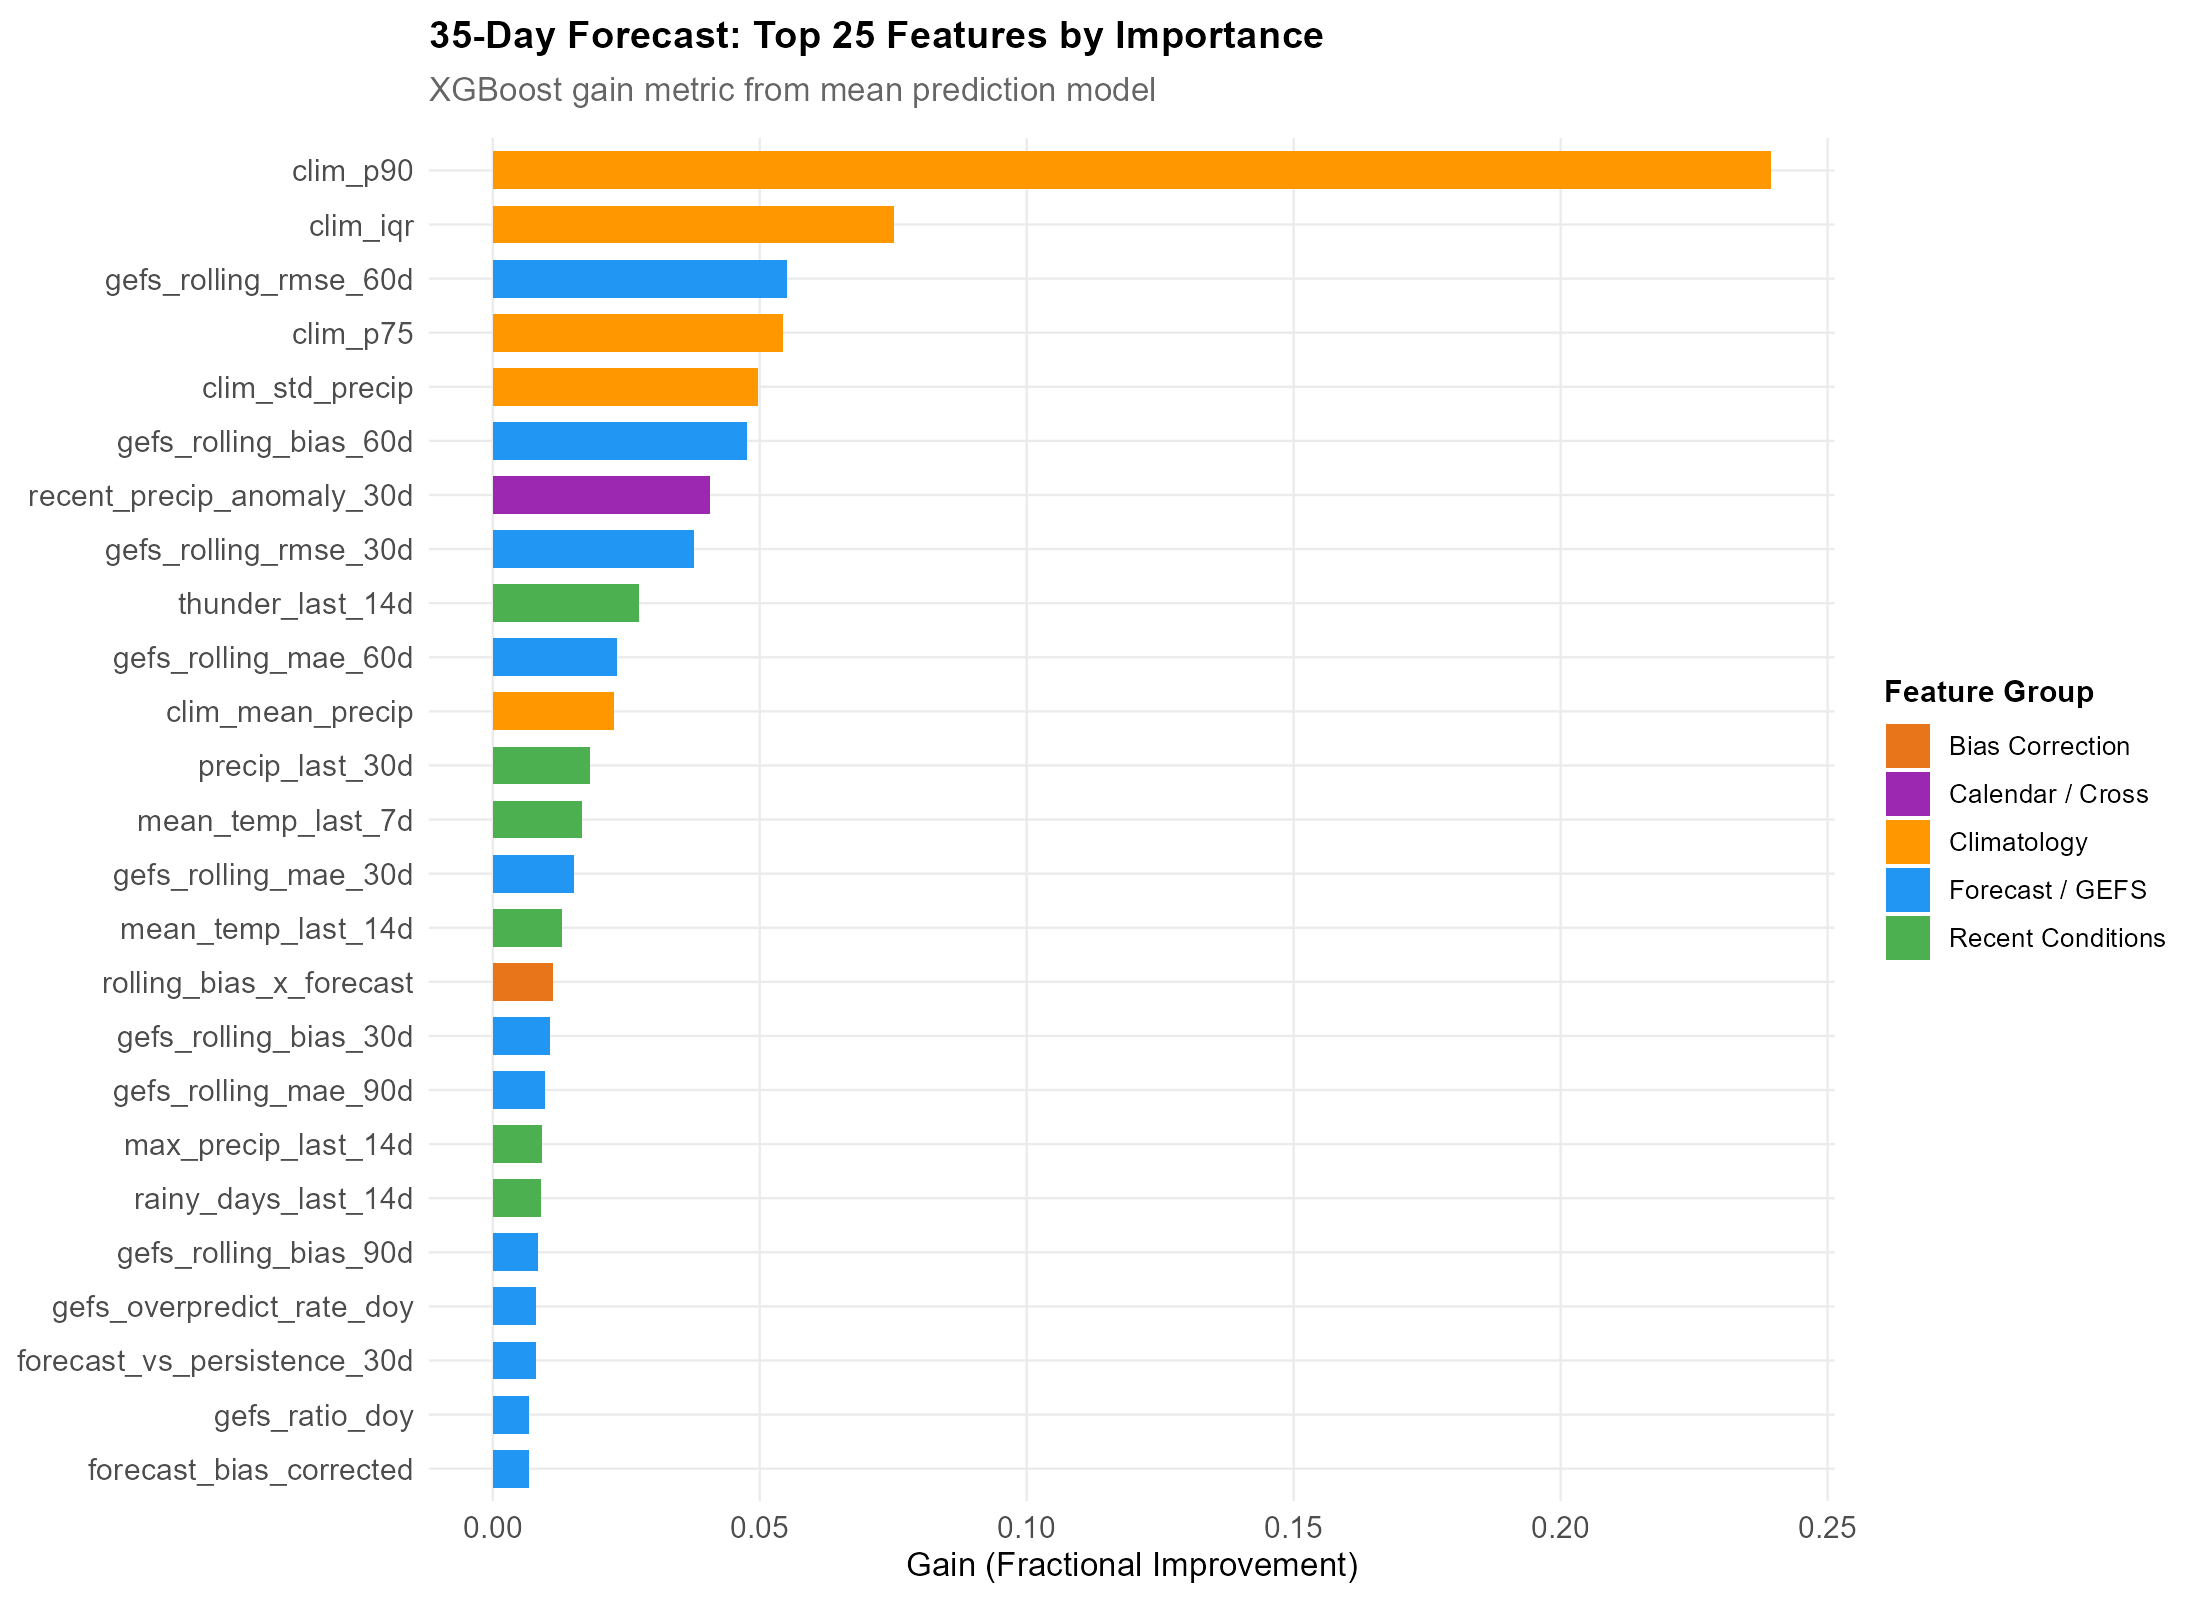 35-Day Forecast: Top 25 Features by Importance
XGBoost gain metric from mean prediction model
clim_p90
clim_iqr
gefs_rolling_rmse_60d
clim_p75
clim_std_precip
gefs_rolling_bias_60d
recent_precip_anomaly_30d
gefs_rolling_rmse_30d
thunder_last_14d
gefs_rolling_mae_60d
clim_mean_precip
precip_last_30d
mean_temp_last_7d
gefs_rolling_mae_30d
mean_temp_last_14d
rolling_bias_x_forecast
gefs_rolling_bias_30d
gefs_rolling_mae_90d
max_precip_last_14d
rainy_days_last_14d
gefs_rolling_bias_90d
gefs_overpredict_rate_doy
forecast_vs_persistence_30d
gefs_ratio_doy
forecast_bias_corrected
0.00 0.05 0.10 0.15 0.20 0.25
Gain (Fractional Improvement)
Feature Group
Bias Correction
Calendar / Cross
Climatology
Forecast / GEFS
Recent Conditions